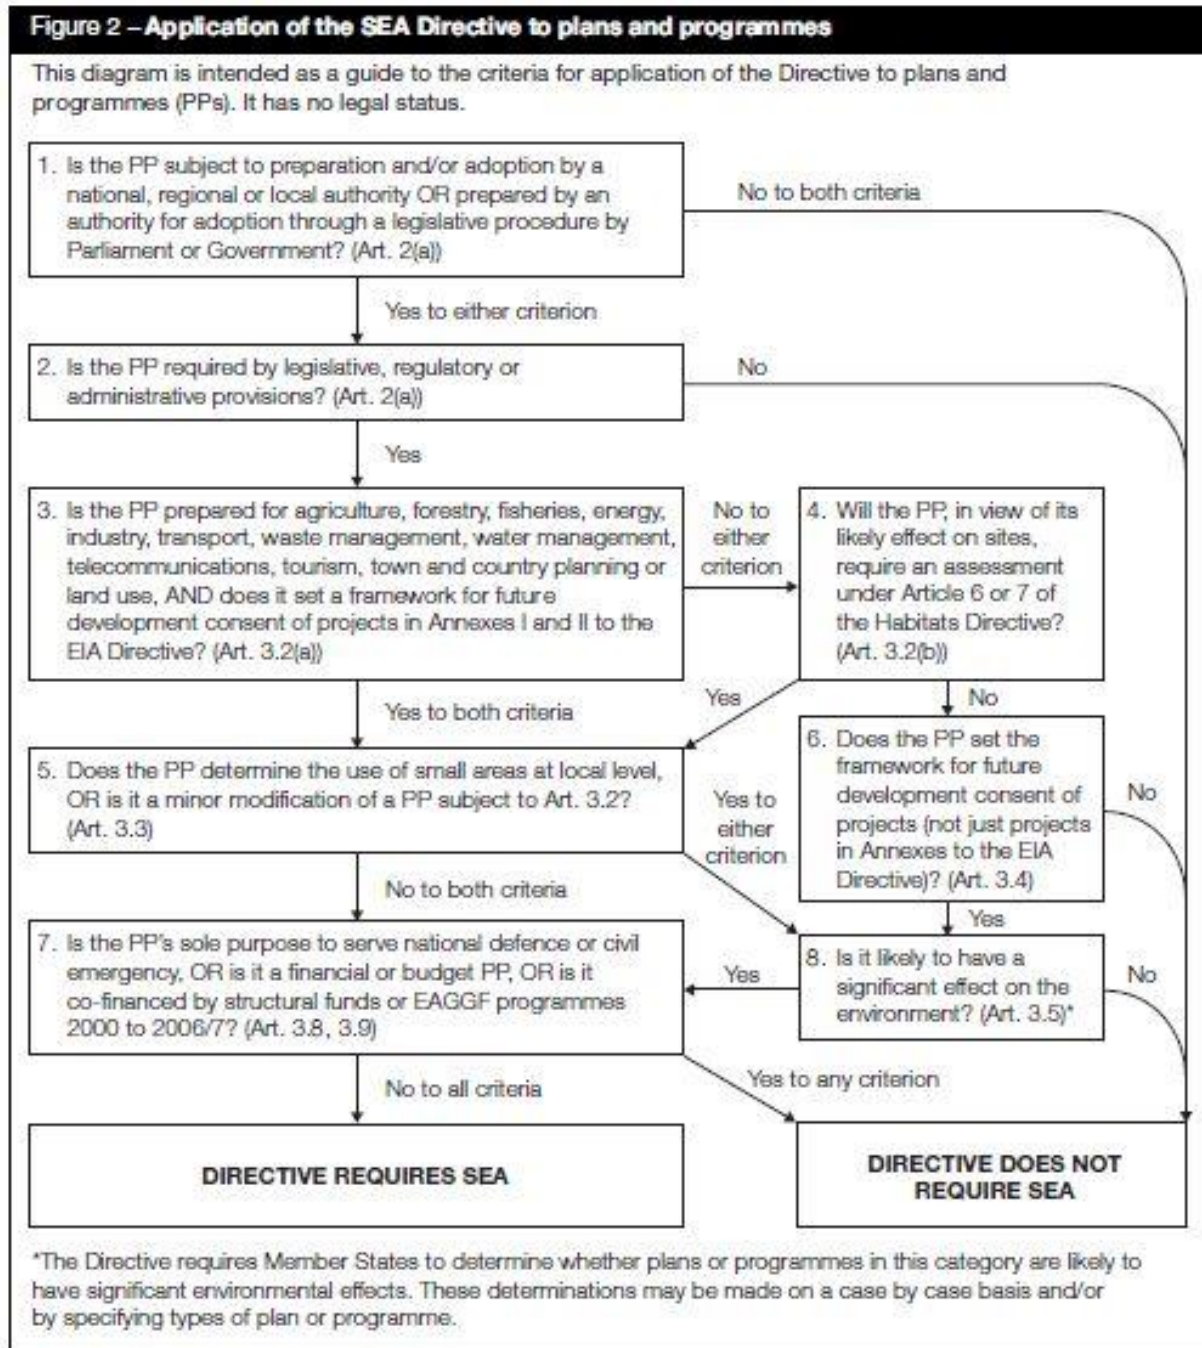 Figure 2 – Application of the SEA Directive to plans and programmes
This diagram is intended as a guide to the criteria for application of the Directive to plans and
programmes (PPs). It has no legal status.
1. Is the PP subject to preparation and/or adoption by a
national, regional or local authority OR prepared by an
authority for adoption through a legislative procedure by
Parliament or Government? (Art. 2(a))
No to both criteria
Yes to either criterion
2. Is the PP required by legislative, regulatory or
administrative provisions? (Art. 2(a))
No
Yes
3. Is the PP prepared for agriculture, forestry, fisheries, energy,
industry, transport, waste management, water management,
telecommunications, tourism, town and country planning or
land use, AND does it set a framework for future
development consent of projects in Annexes I and II to the
EIA Directive? (Art. 3.2(a))
No to
either
criterion
4. Will the PP, in view of its
likely effect on sites,
require an assessment
under Article 6 or 7 of
the Habitats Directive?
(Art. 3.2(b))
Yes to both criteria
Yes
No
5. Does the PP determine the use of small areas at local level,
OR is it a minor modification of a PP subject to Art. 3.2?
(Art. 3.3)
Yes to
either
criterion
6. Does the PP set the
framework for future
development consent of
projects (not just projects
in Annexes to the EIA
Directive)? (Art. 3.4)
No
No to both criteria
Yes
7. Is the PP's sole purpose to serve national defence or civil
emergency, OR is it a financial or budget PP, OR is it
co-financed by structural funds or EAGGF programmes
2000 to 2006/7? (Art. 3.8, 3.9)
Yes
8. Is it likely to have a
significant effect on the
environment? (Art. 3.5)*
No
No to all criteria
Yes to any criterion
DIRECTIVE REQUIRES SEA
DIRECTIVE DOES NOT
REQUIRE SEA
*The Directive requires Member States to determine whether plans or programmes in this category are likely to
have significant environmental effects. These determinations may be made on a case by case basis and/or
by specifying types of plan or programme.